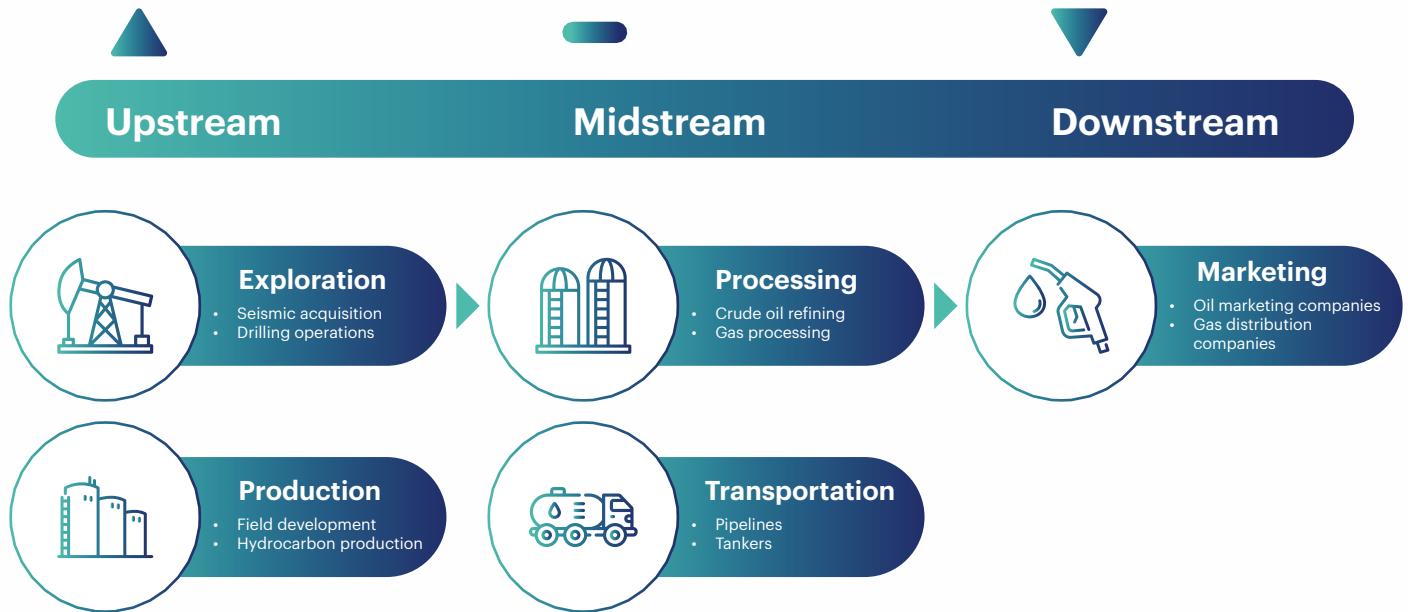 Upstream
Midstream
Downstream
Exploration
• Seismic acquisition
• Drilling operations
Processing
• Crude oil refining
• Gas processing
Marketing
• Oil marketing companies
• Gas distribution
companies
Production
• Field development
• Hydrocarbon production
Transportation
• Pipelines
• Tankers